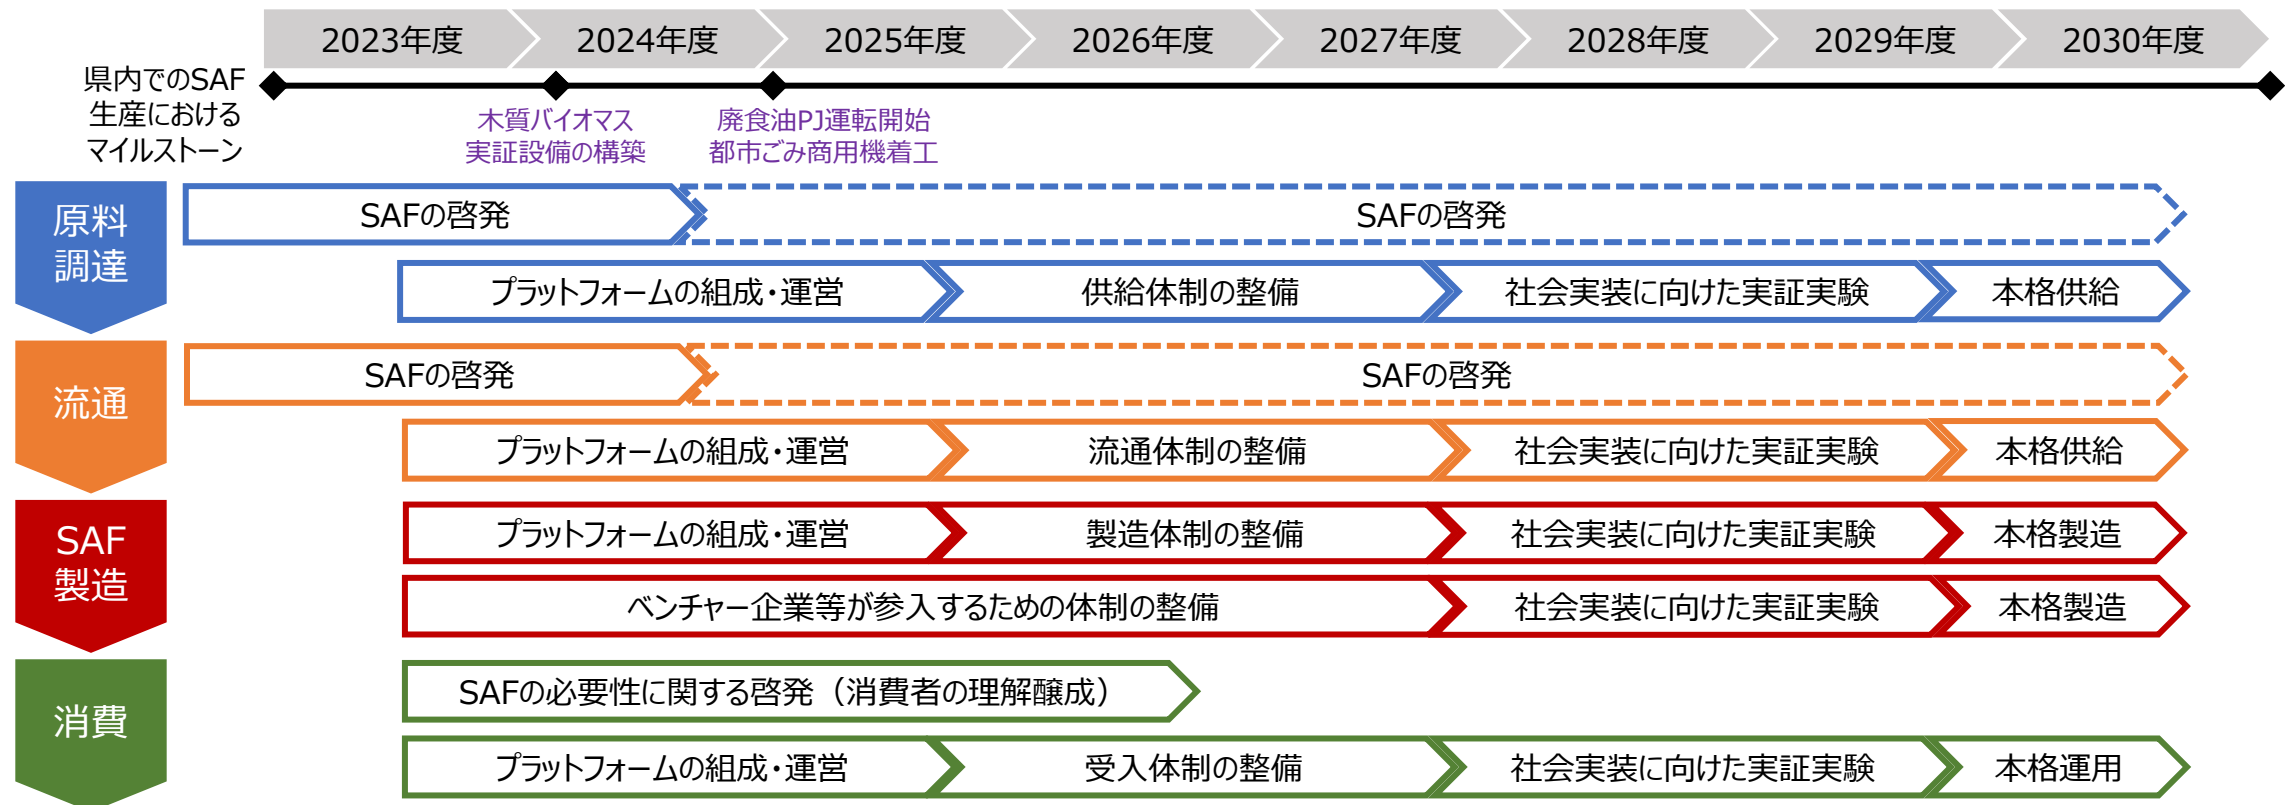 2023年度 2024年度 2025年度 2026年度 2027年度 2028年度 2029年度 2030年度
県内でのSAF
生産における
マイルストーン
木質バイオマス
実証設備の構築
廃食油PJ運転開始
都市ごみ商用機着工
原料
調達
SAFの啓発 SAFの啓発
プラットフォームの組成・運営 供給体制の整備 社会実装に向けた実証実験 本格供給
流通
SAFの啓発 SAFの啓発
プラットフォームの組成・運営 流通体制の整備 社会実装に向けた実証実験 本格供給
SAF
製造
プラットフォームの組成・運営 製造体制の整備 社会実装に向けた実証実験 本格製造
ベンチャー企業等が参入するための体制の整備 社会実装に向けた実証実験 本格製造
消費
SAFの必要性に関する啓発（消費者の理解醸成）
プラットフォームの組成・運営 受入体制の整備 社会実装に向けた実証実験 本格運用